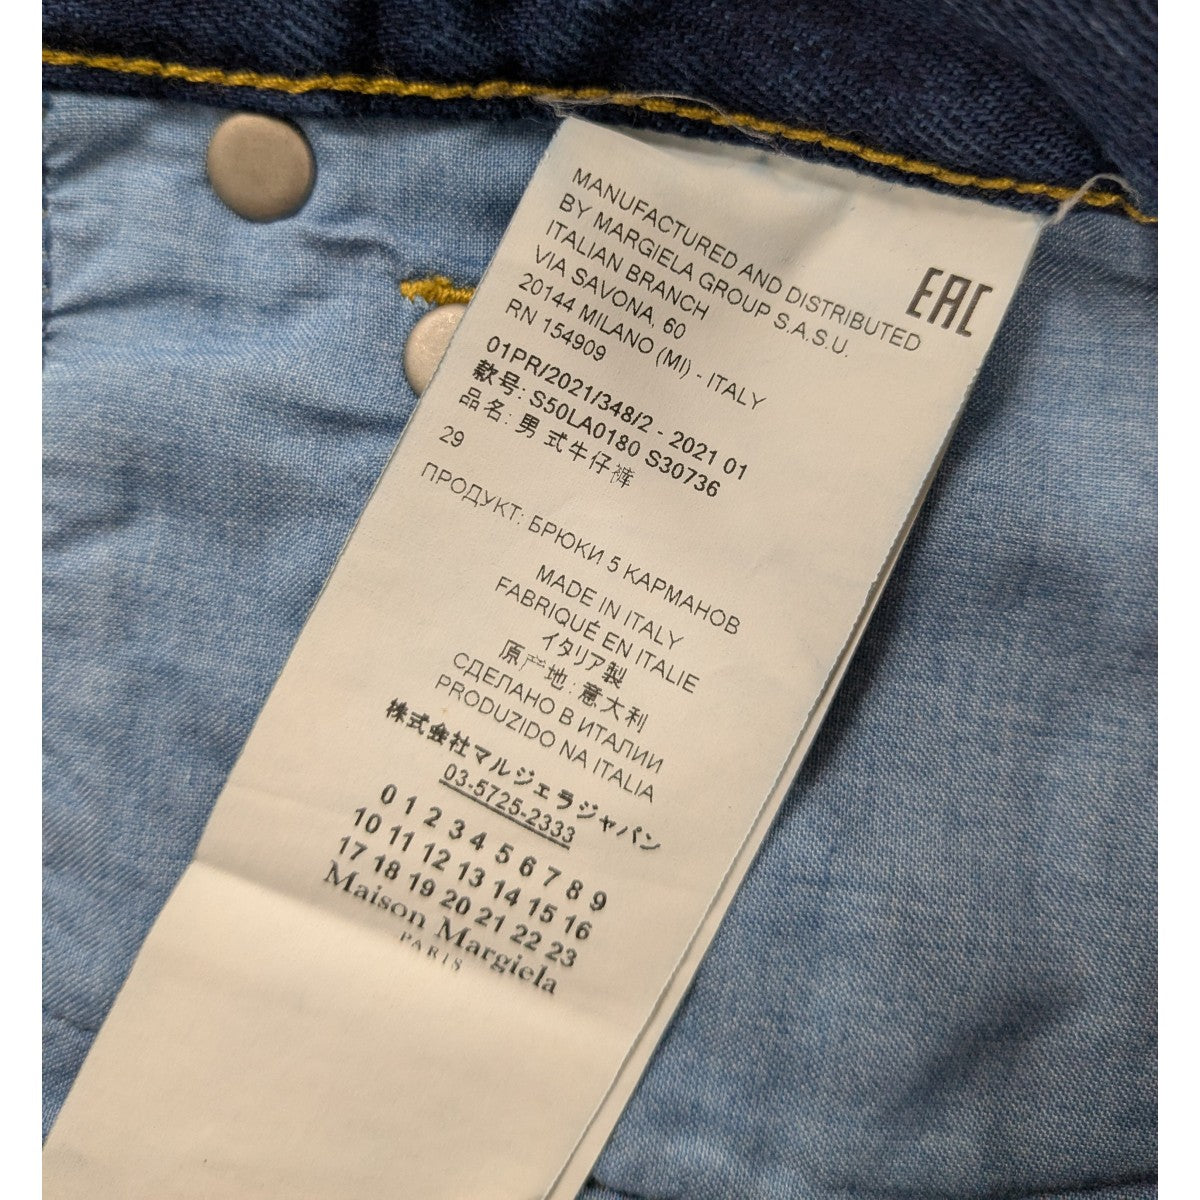 MANUFACTURED AND DISTRIBUTED
BY MARGIELA GROUP S.A.S.U.
ITALIAN BRANCH
VIA SAVONA, 60
20144 MILANO (MI) - ITALY
RN 154909
EAC
01PR/2021/348/2 - 2021 01
款号: S50LA0180 S30736
品名: 男 式牛仔裤
29
ПРОДУКТ: БРЮКИ 5 КАРМАНОВ
MADE IN ITALY
FABRIQUÉ EN ITALIE
イタリア製
原产地: 意大利
СДЕЛАНО В ИТАЛИИ
PRODUZIDO NA ITALIA
株式会社マルジェラジャパン
03-5725-2333
0 1 2 3 4 5 6 7 8 9
10 11 12 13 14 15 16
17 18 19 20 21 22 23
Maison Margiela
PARIS